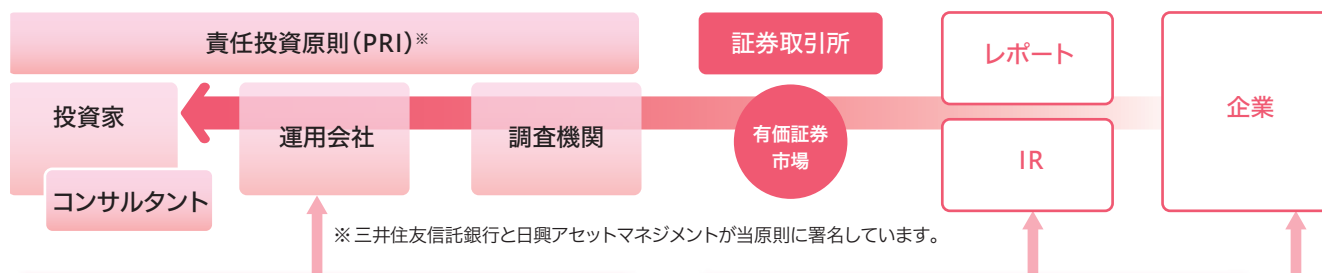 責任投資原則(PRI)※
証券取引所
レポート
投資家
運用会社
調査機関
有価証券
市場
企業
IR
コンサルタント
※ 三井住友信託銀行と日興アセットマネジメントが当原則に署名しています。